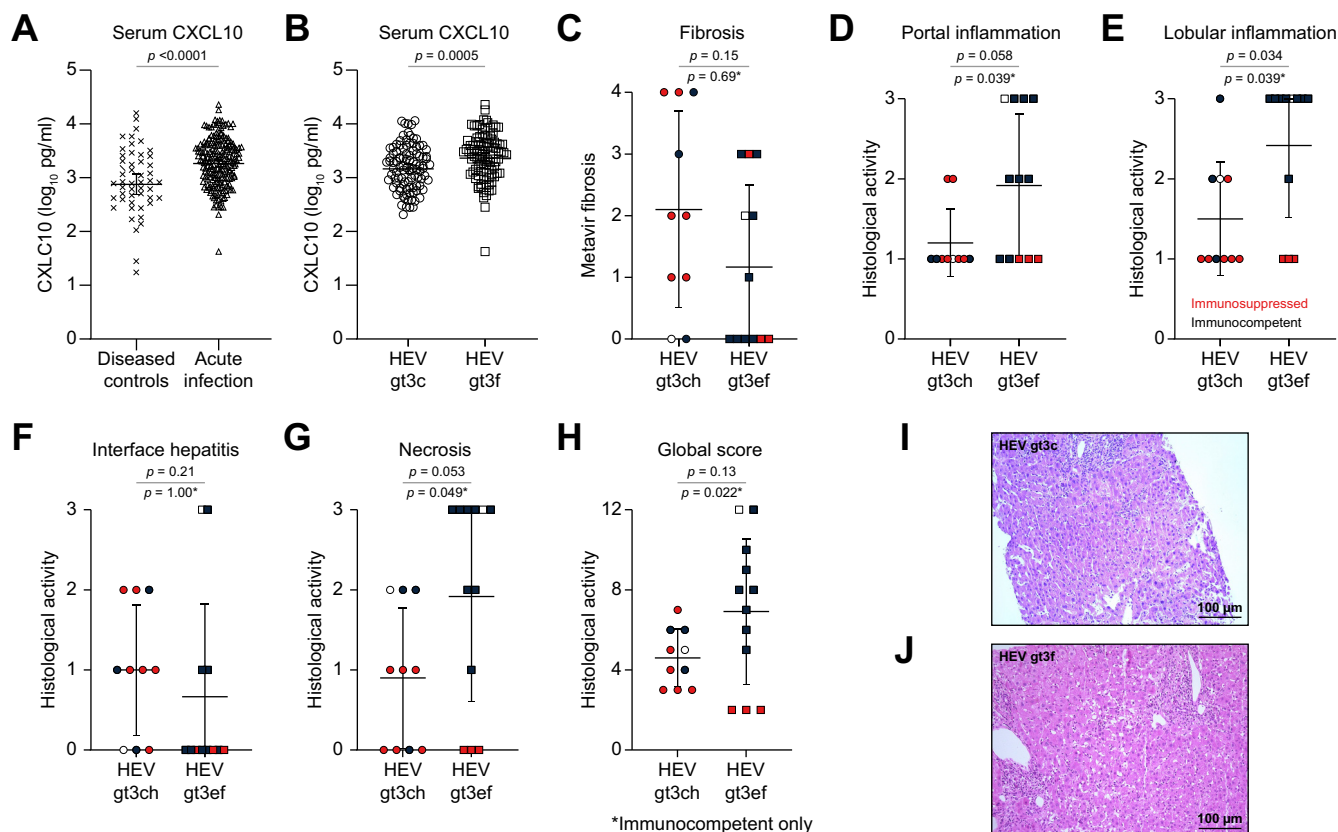 A
Serum CXCL10
p <0.0001
CXLC10 (log10 pg/ml)
5
4
3
2
1
0
Diseased controls
Acute infection
B
Serum CXCL10
p = 0.0005
CXLC10 (log10 pg/ml)
5
4
3
2
1
0
HEV gt3c
HEV gt3f
C
Fibrosis
p = 0.15
p = 0.69*
Metavir fibrosis
4
3
2
1
0
HEV gt3ch
HEV gt3ef
D
Portal inflammation
p = 0.058
p = 0.039*
Histological activity
3
2
1
0
HEV gt3ch
HEV gt3ef
E
Lobular inflammation
p = 0.034
p = 0.039*
Histological activity
3
2
1
0
Immunosuppressed
Immunocompetent
HEV gt3ch
HEV gt3ef
F
Interface hepatitis
p = 0.21
p = 1.00*
Histological activity
3
2
1
0
HEV gt3ch
HEV gt3ef
G
Necrosis
p = 0.053
p = 0.049*
Histological activity
3
2
1
0
HEV gt3ch
HEV gt3ef
H
Global score
p = 0.13
p = 0.022*
Histological activity
12
8
6
4
2
0
HEV gt3ch
HEV gt3ef
*Immunocompetent only
I
HEV gt3c
100 µm
J
HEV gt3f
100 µm